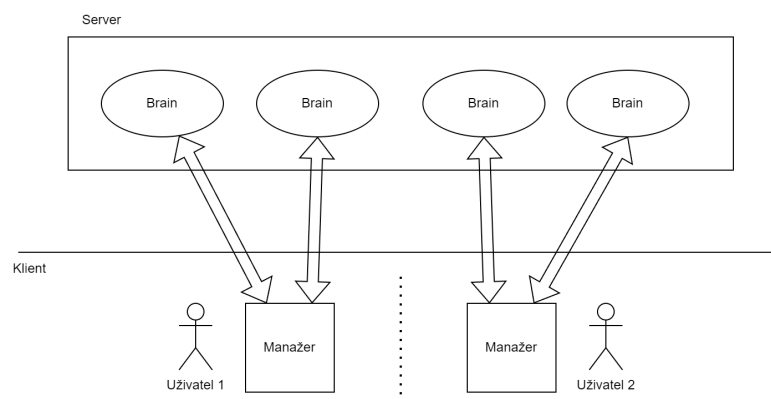 Server
Brain
Brain
Brain
Brain
Klient
Manažer
Manažer
Uživatel 1
Uživatel 2